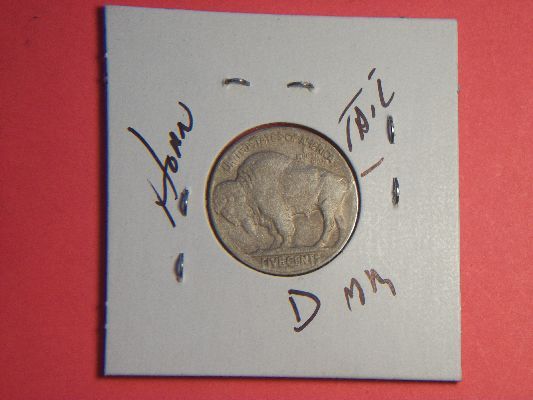 HORN
TAIL
UNITED STATES OF AMERICA
FIVE CENTS
D MM